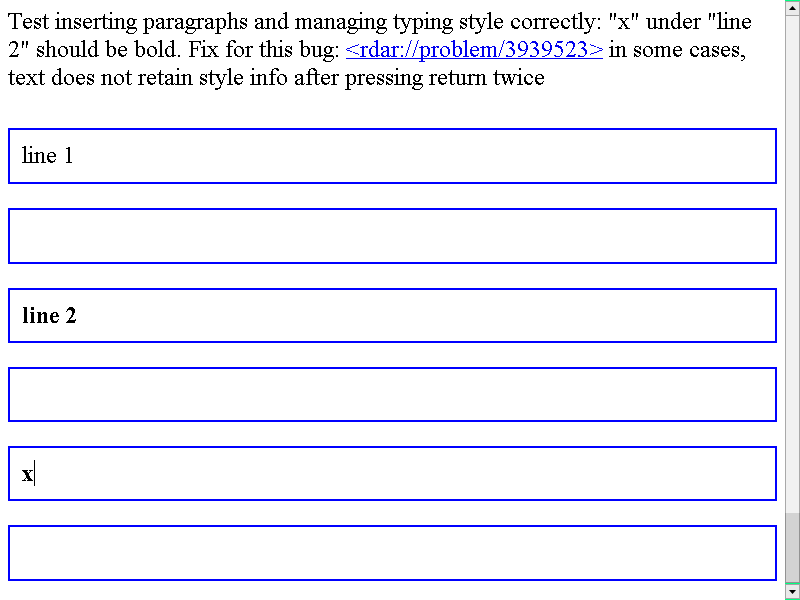 Test inserting paragraphs and managing typing style correctly: "x" under "line
2" should be bold. Fix for this bug: <rdar://problem/3939523> in some cases,
text does not retain style info after pressing return twice
line 1
line 2
x